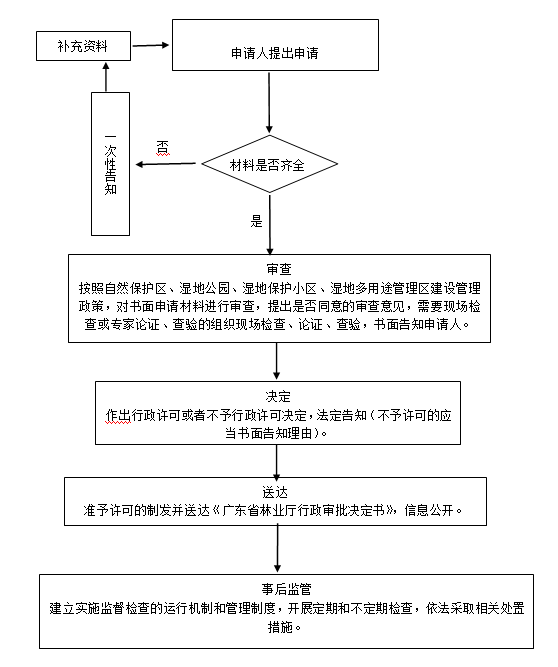 补充资料
申请人提出申请
一次性告知
否
材料是否齐全
是
审查
按照自然保护区、湿地公园、湿地保护小区、湿地多用途管理区建设管理
政策，对书面申请材料进行审查，提出是否同意的审查意见，需要现场检
查或专家论证、查验的组织现场检查、论证、查验，书面告知申请人。
决定
作出行政许可或者不予行政许可决定，法定告知（不予许可的应
当书面告知理由）。
送达
准予许可的制发并送达《广东省林业厅行政审批决定书》，信息公开。
事后监管
建立实施监督检查的运行机制和管理制度，开展定期和不定期检查，依法采取相关处置
措施。